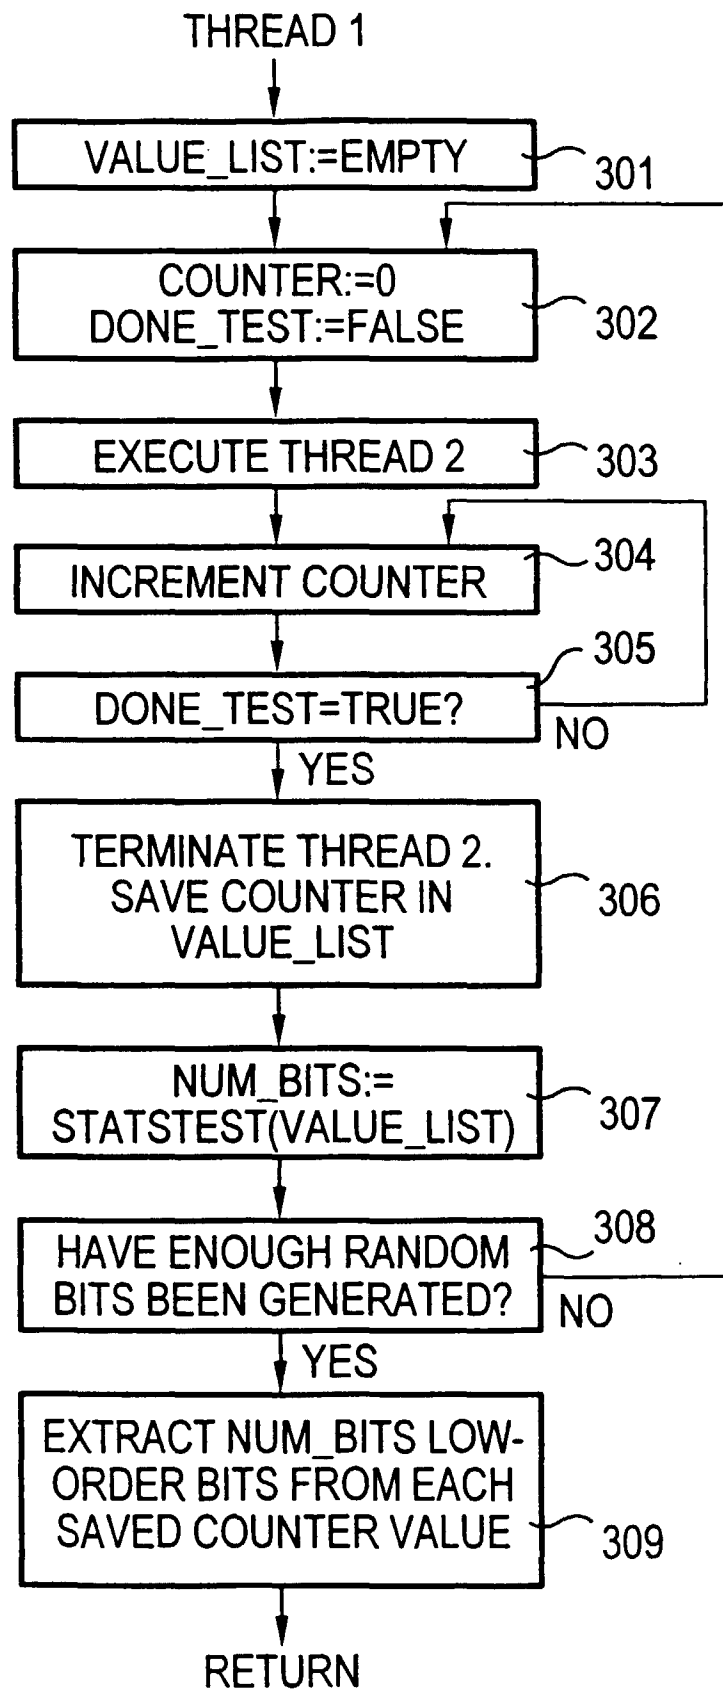 THREAD 1
VALUE_LIST:=EMPTY
301
COUNTER:=0
DONE_TEST:=FALSE
302
EXECUTE THREAD 2
303
INCREMENT COUNTER
304
DONE_TEST=TRUE?
305
NO
YES
TERMINATE THREAD 2.
SAVE COUNTER IN
VALUE_LIST
306
NUM_BITS:=
STATSTEST(VALUE_LIST)
307
HAVE ENOUGH RANDOM
BITS BEEN GENERATED?
308
NO
YES
EXTRACT NUM_BITS LOW-
ORDER BITS FROM EACH
SAVED COUNTER VALUE
309
RETURN